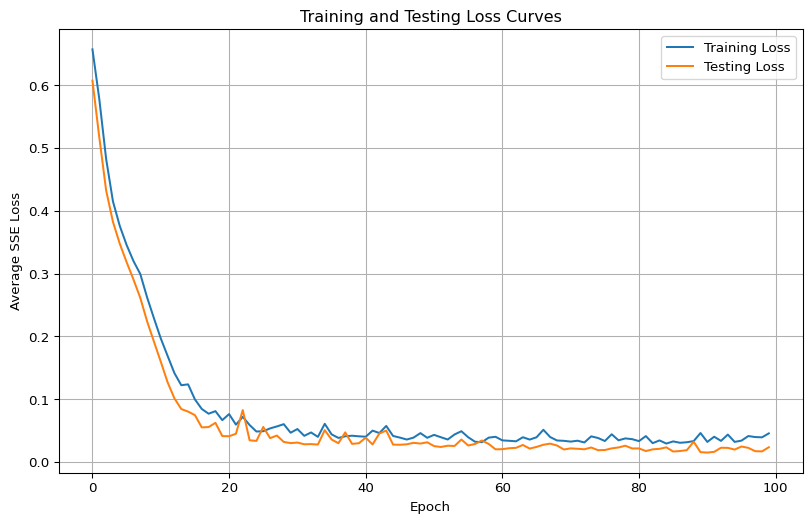 Training and Testing Loss Curves
Training Loss
Testing Loss
Average SSE Loss
0.6
0.5
0.4
0.3
0.2
0.1
0.0
0 20 40 60 80 100
Epoch